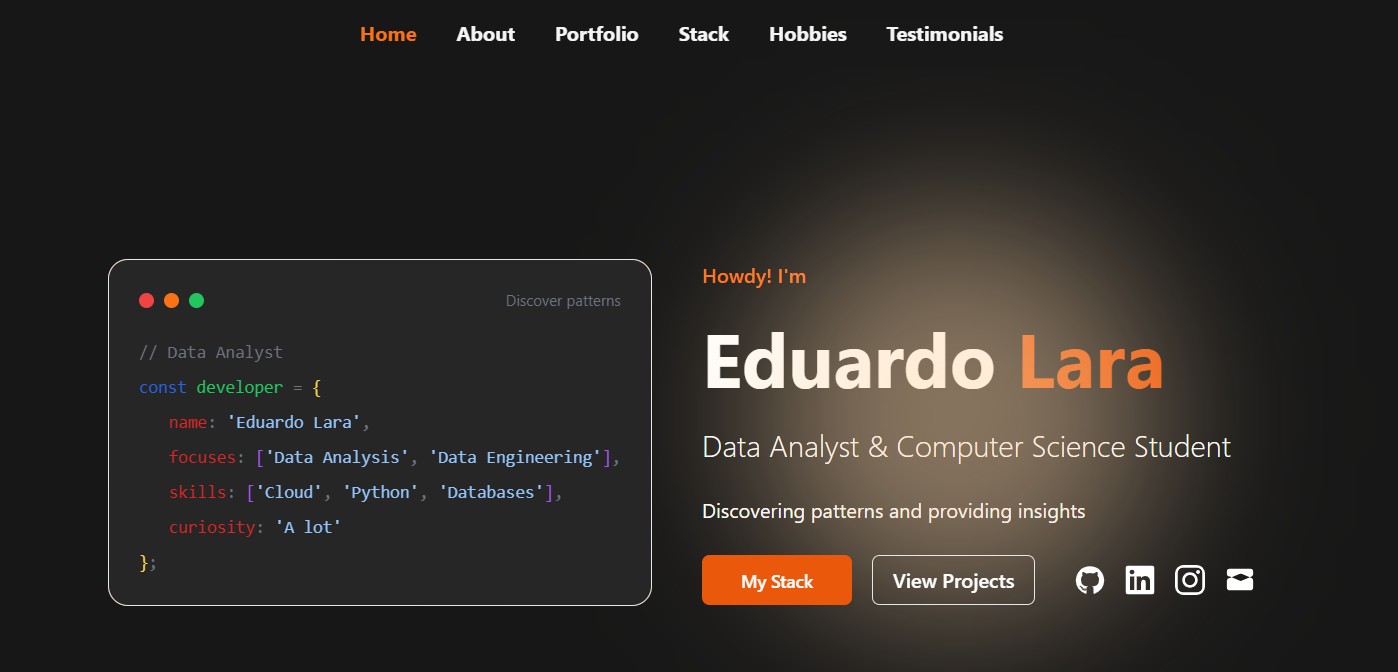 Home About Portfolio Stack Hobbies Testimonials
Discover patterns
// Data Analyst
const developer = {
name: 'Eduardo Lara',
focuses: ['Data Analysis', 'Data Engineering'],
skills: ['Cloud', 'Python', 'Databases'],
curiosity: 'A lot'
};
Howdy! I'm
Eduardo Lara
Data Analyst & Computer Science Student
Discovering patterns and providing insights
My Stack View Projects